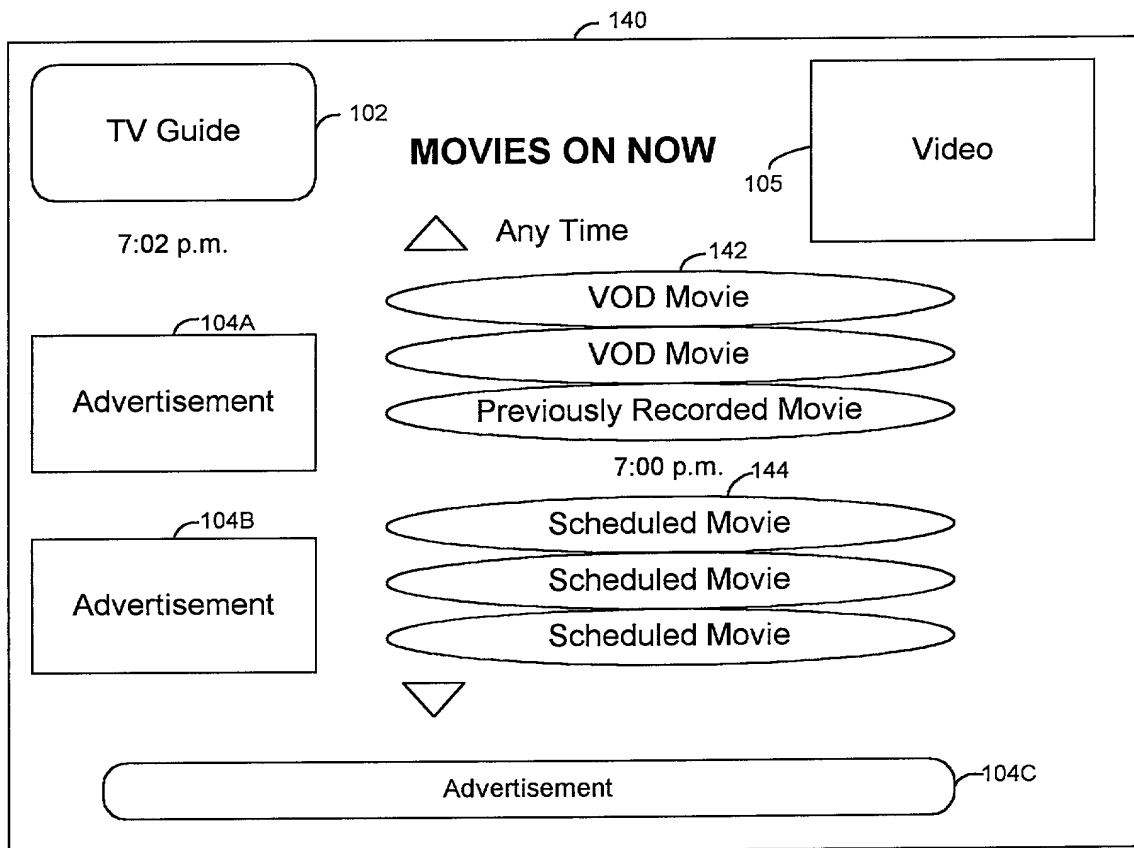 140
TV Guide
102
MOVIES ON NOW
105
Video
7:02 p.m.
Any Time
142
VOD Movie
104A
VOD Movie
Advertisement
Previously Recorded Movie
7:00 p.m.
144
104B
Scheduled Movie
Scheduled Movie
Advertisement
Scheduled Movie
Advertisement
104C